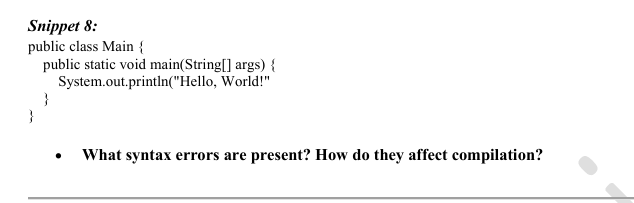 Snippet 8:
public class Main {
public static void main(String[] args) {
System.out.println("Hello, World!"
}
}
• What syntax errors are present? How do they affect compilation?